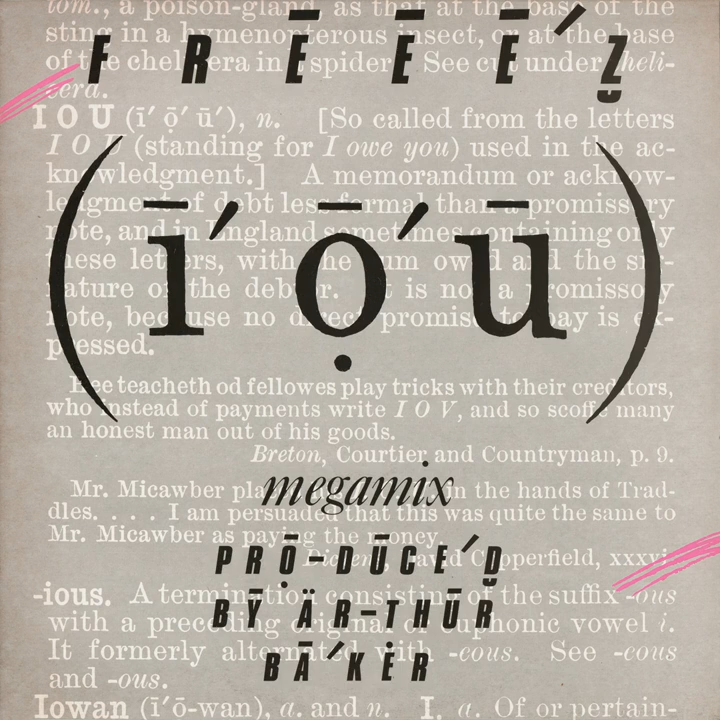 iom., a poison-gland, as that at the base of the
F R Ē Ē Ē´ Z̤
sting in a hymenopterous insect, or at the base
of the chelicera in a spider. See cut under cheli-
cera.
IOU (ī′ ọ̄′ ū′), n. [So called from the letters
I O U (standing for I owe you) used in the ac-
knowledgment.] A memorandum or acknow-
ledgment of debt less formal than a promissory
note, and in England sometimes containing only
(ī′ọ̄′ū)
these letters, with the sum owed and the sig-
nature of the debtor. It is not a promissory
note, because no direct promise to pay is ex-
pressed.
Hee teacheth od fellowes play tricks with their creditors,
who instead of payments write I O V, and so scoffe many
an honest man out of his goods.
Breton, Courtier and Countryman, p. 9.
megamix
Mr. Micawber placed in the hands of Trad-
dles. . . . I am persuaded that this was quite the same to
Mr. Micawber as paying the money.
PRỌ̄-DŪCE´D̤
Dickens, David Copperfield, xxxvi.
-ious. A termination consisting of the suffix -ous
BȲ ÄR-THŪR
with a preceding original or euphonic vowel i.
It formerly alternated with -eous. See -eous
BĀ´KĖR
and -ous.
Iowan (ī′ō-wan), a. and n. I. a. Of or pertain-